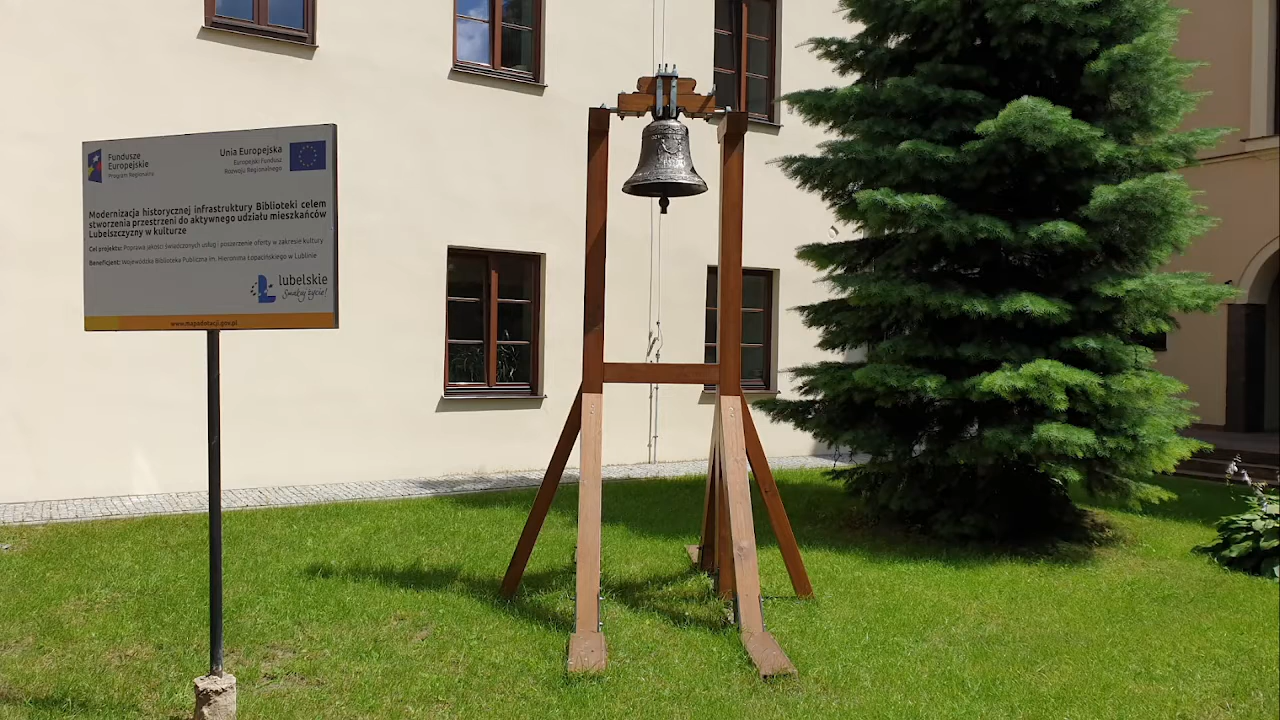 Fundusze
Europejskie
Program Regionalny
Unia Europejska
Europejski Fundusz
Rozwoju Regionalnego
Modernizacja historycznej infrastruktury Biblioteki celem
stworzenia przestrzeni do aktywnego udziału mieszkańców
Lubelszczyzny w kulturze
Cel projektu: Poprawa jakości świadczonych usług i poszerzenie oferty w zakresie kultury
Beneficjent: Wojewódzka Biblioteka Publiczna im. Hieronima Łopacińskiego w Lublinie
lubelskie
Smakuj życie!
www.mapadotacji.gov.pl